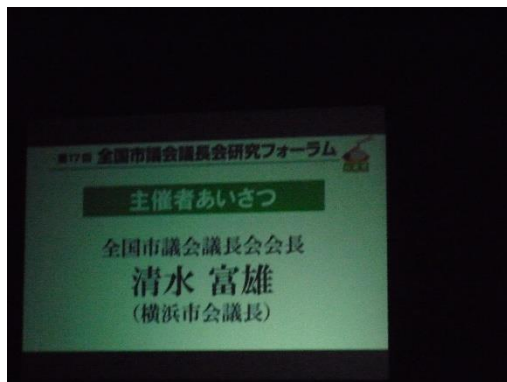 第17回 全国市議会議長会研究フォーラム
主催者あいさつ
全国市議会議長会会長
清水 富雄
（横浜市会議長）